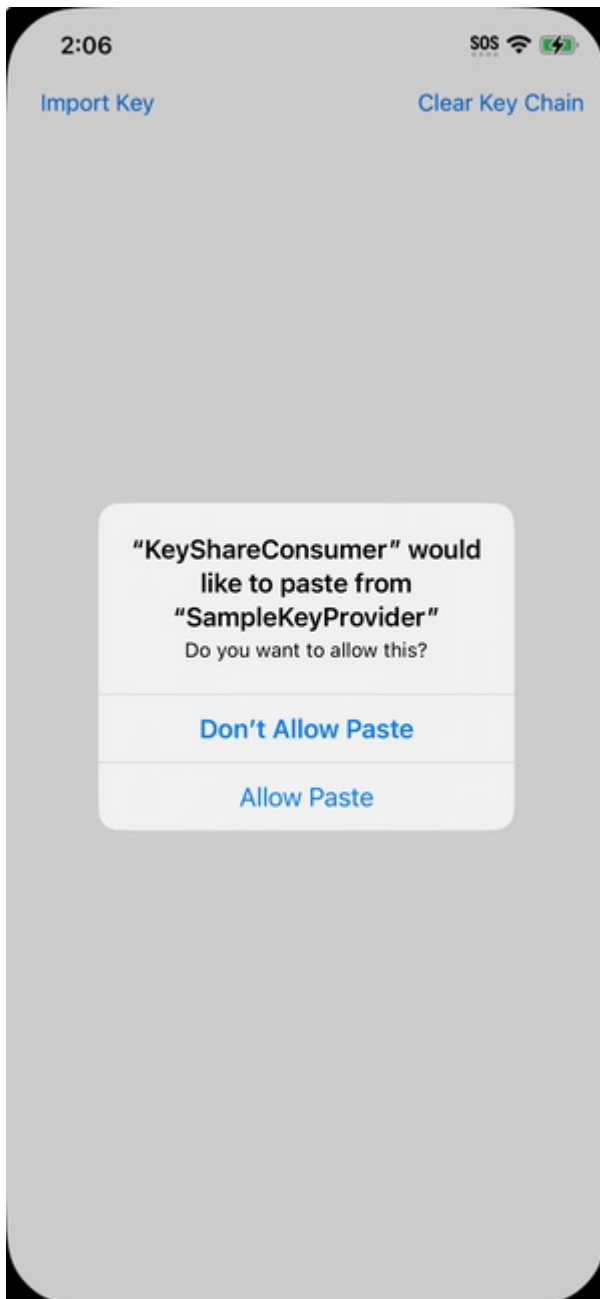 2:06
SOS
Import Key
Clear Key Chain
“KeyShareConsumer” would
like to paste from
“SampleKeyProvider”
Do you want to allow this?
Don’t Allow Paste
Allow Paste